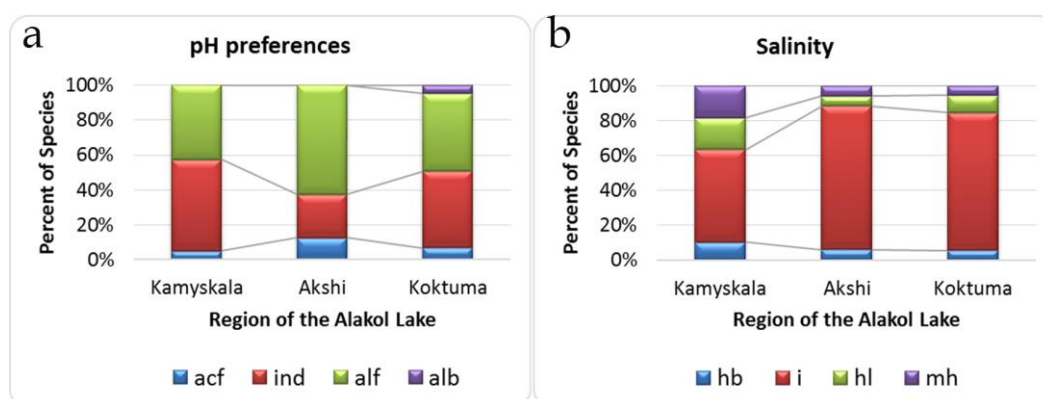 a
pH preferences
Percent of Species
100%
80%
60%
40%
20%
0%
Kamyskala Akshi Koktuma
Region of the Alakol Lake
acf ind alf alb
b
Salinity
Percent of Species
100%
80%
60%
40%
20%
0%
Kamyskala Akshi Koktuma
Region of the Alakol Lake
hb i hl mh